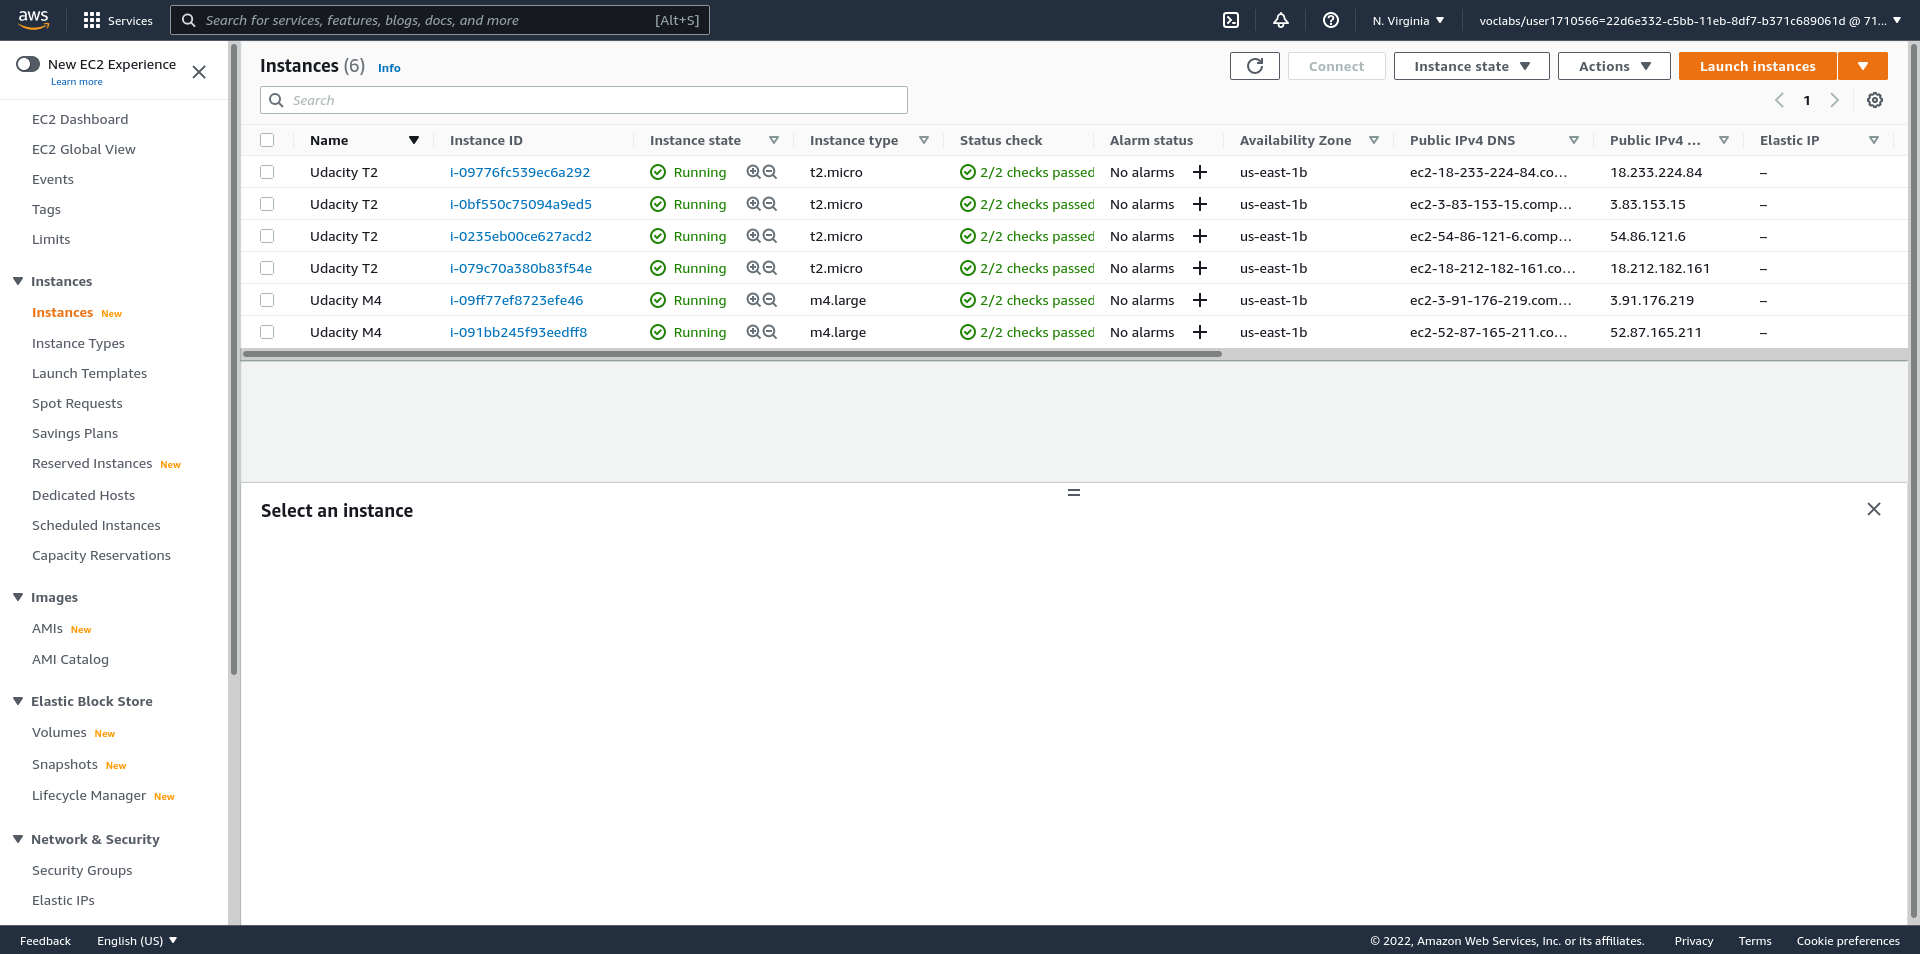 aws Services Search for services, features, blogs, docs, and more [Alt+S] N. Virginia voclabs/user1710566=22d6e332-c5bb-11eb-8df7-b371c689061d @ 71...
New EC2 Experience
Learn more
EC2 Dashboard
EC2 Global View
Events
Tags
Limits
Instances
Instances New
Instance Types
Launch Templates
Spot Requests
Savings Plans
Reserved Instances New
Dedicated Hosts
Scheduled Instances
Capacity Reservations
Images
AMIs New
AMI Catalog
Elastic Block Store
Volumes New
Snapshots New
Lifecycle Manager New
Network & Security
Security Groups
Elastic IPs
Instances (6) Info Connect Instance state Actions Launch instances
Search 1
Name Instance ID Instance state Instance type Status check Alarm status Availability Zone Public IPv4 DNS Public IPv4 ... Elastic IP
Udacity T2 i-09776fc539ec6a292 Running t2.micro 2/2 checks passed No alarms us-east-1b ec2-18-233-224-84.co... 18.233.224.84 –
Udacity T2 i-0bf550c75094a9ed5 Running t2.micro 2/2 checks passed No alarms us-east-1b ec2-3-83-153-15.comp... 3.83.153.15 –
Udacity T2 i-0235eb00ce627acd2 Running t2.micro 2/2 checks passed No alarms us-east-1b ec2-54-86-121-6.comp... 54.86.121.6 –
Udacity T2 i-079c70a380b83f54e Running t2.micro 2/2 checks passed No alarms us-east-1b ec2-18-212-182-161.co... 18.212.182.161 –
Udacity M4 i-09ff77ef8723efe46 Running m4.large 2/2 checks passed No alarms us-east-1b ec2-3-91-176-219.com... 3.91.176.219 –
Udacity M4 i-091bb245f93eedff8 Running m4.large 2/2 checks passed No alarms us-east-1b ec2-52-87-165-211.co... 52.87.165.211 –
Select an instance
Feedback English (US) © 2022, Amazon Web Services, Inc. or its affiliates. Privacy Terms Cookie preferences